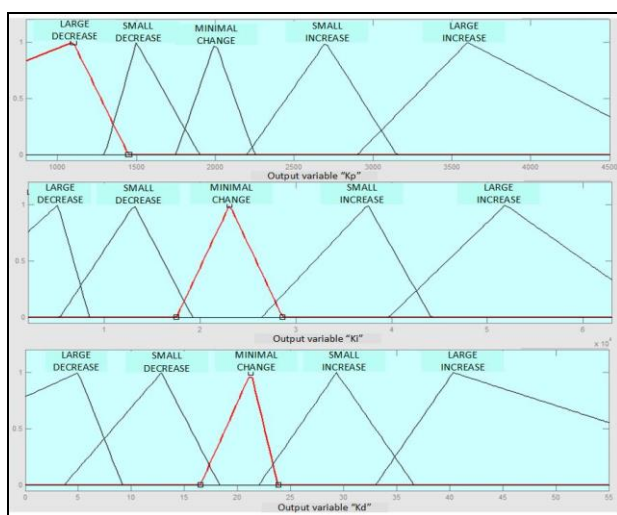 LARGE DECREASE SMALL DECREASE MINIMAL CHANGE SMALL INCREASE LARGE INCREASE
1
0.5
0
1000 1500 2000 2500 3000 3500 4000 4500
Output variable "Kp"
LARGE DECREASE SMALL DECREASE MINIMAL CHANGE SMALL INCREASE LARGE INCREASE
1
0.5
0
1 2 3 4 5 6
Output variable "Ki"
LARGE DECREASE SMALL DECREASE MINIMAL CHANGE SMALL INCREASE LARGE INCREASE
1
0.5
0
0 5 10 15 20 25 30 35 40 45 50 55
Output variable "Kd"